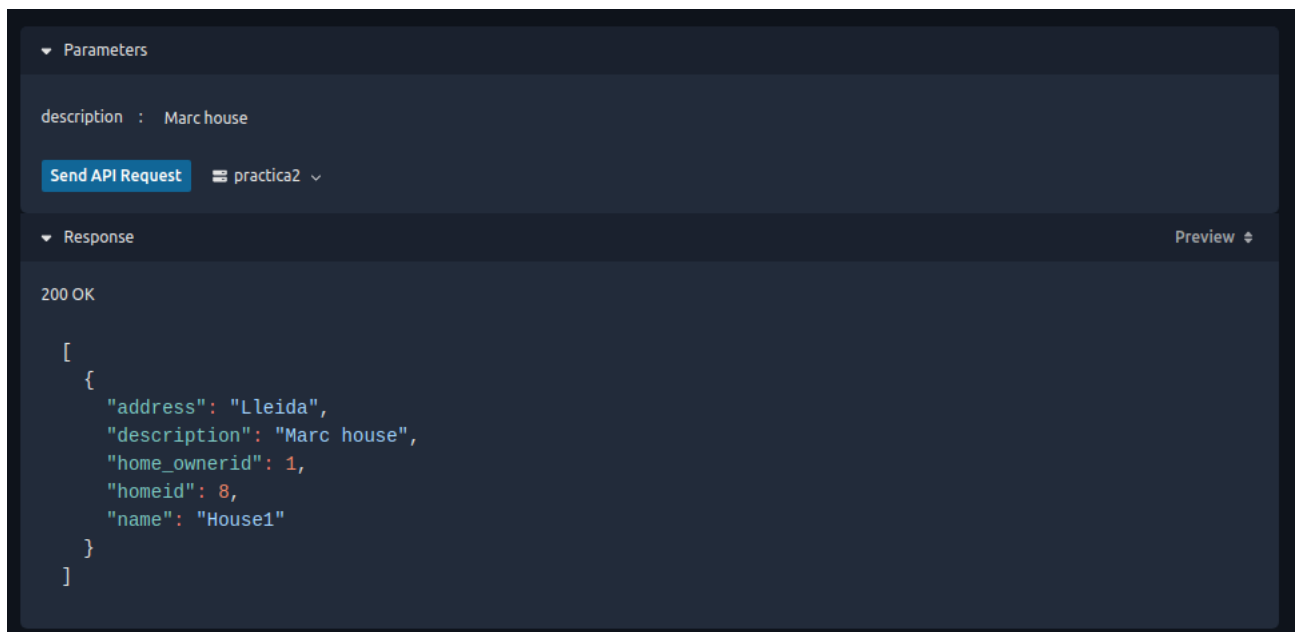 Parameters
description : Marc house
Send API Request practica2
Response Preview
200 OK
[
{
"address": "Lleida",
"description": "Marc house",
"home_ownerid": 1,
"homeid": 8,
"name": "House1"
}
]